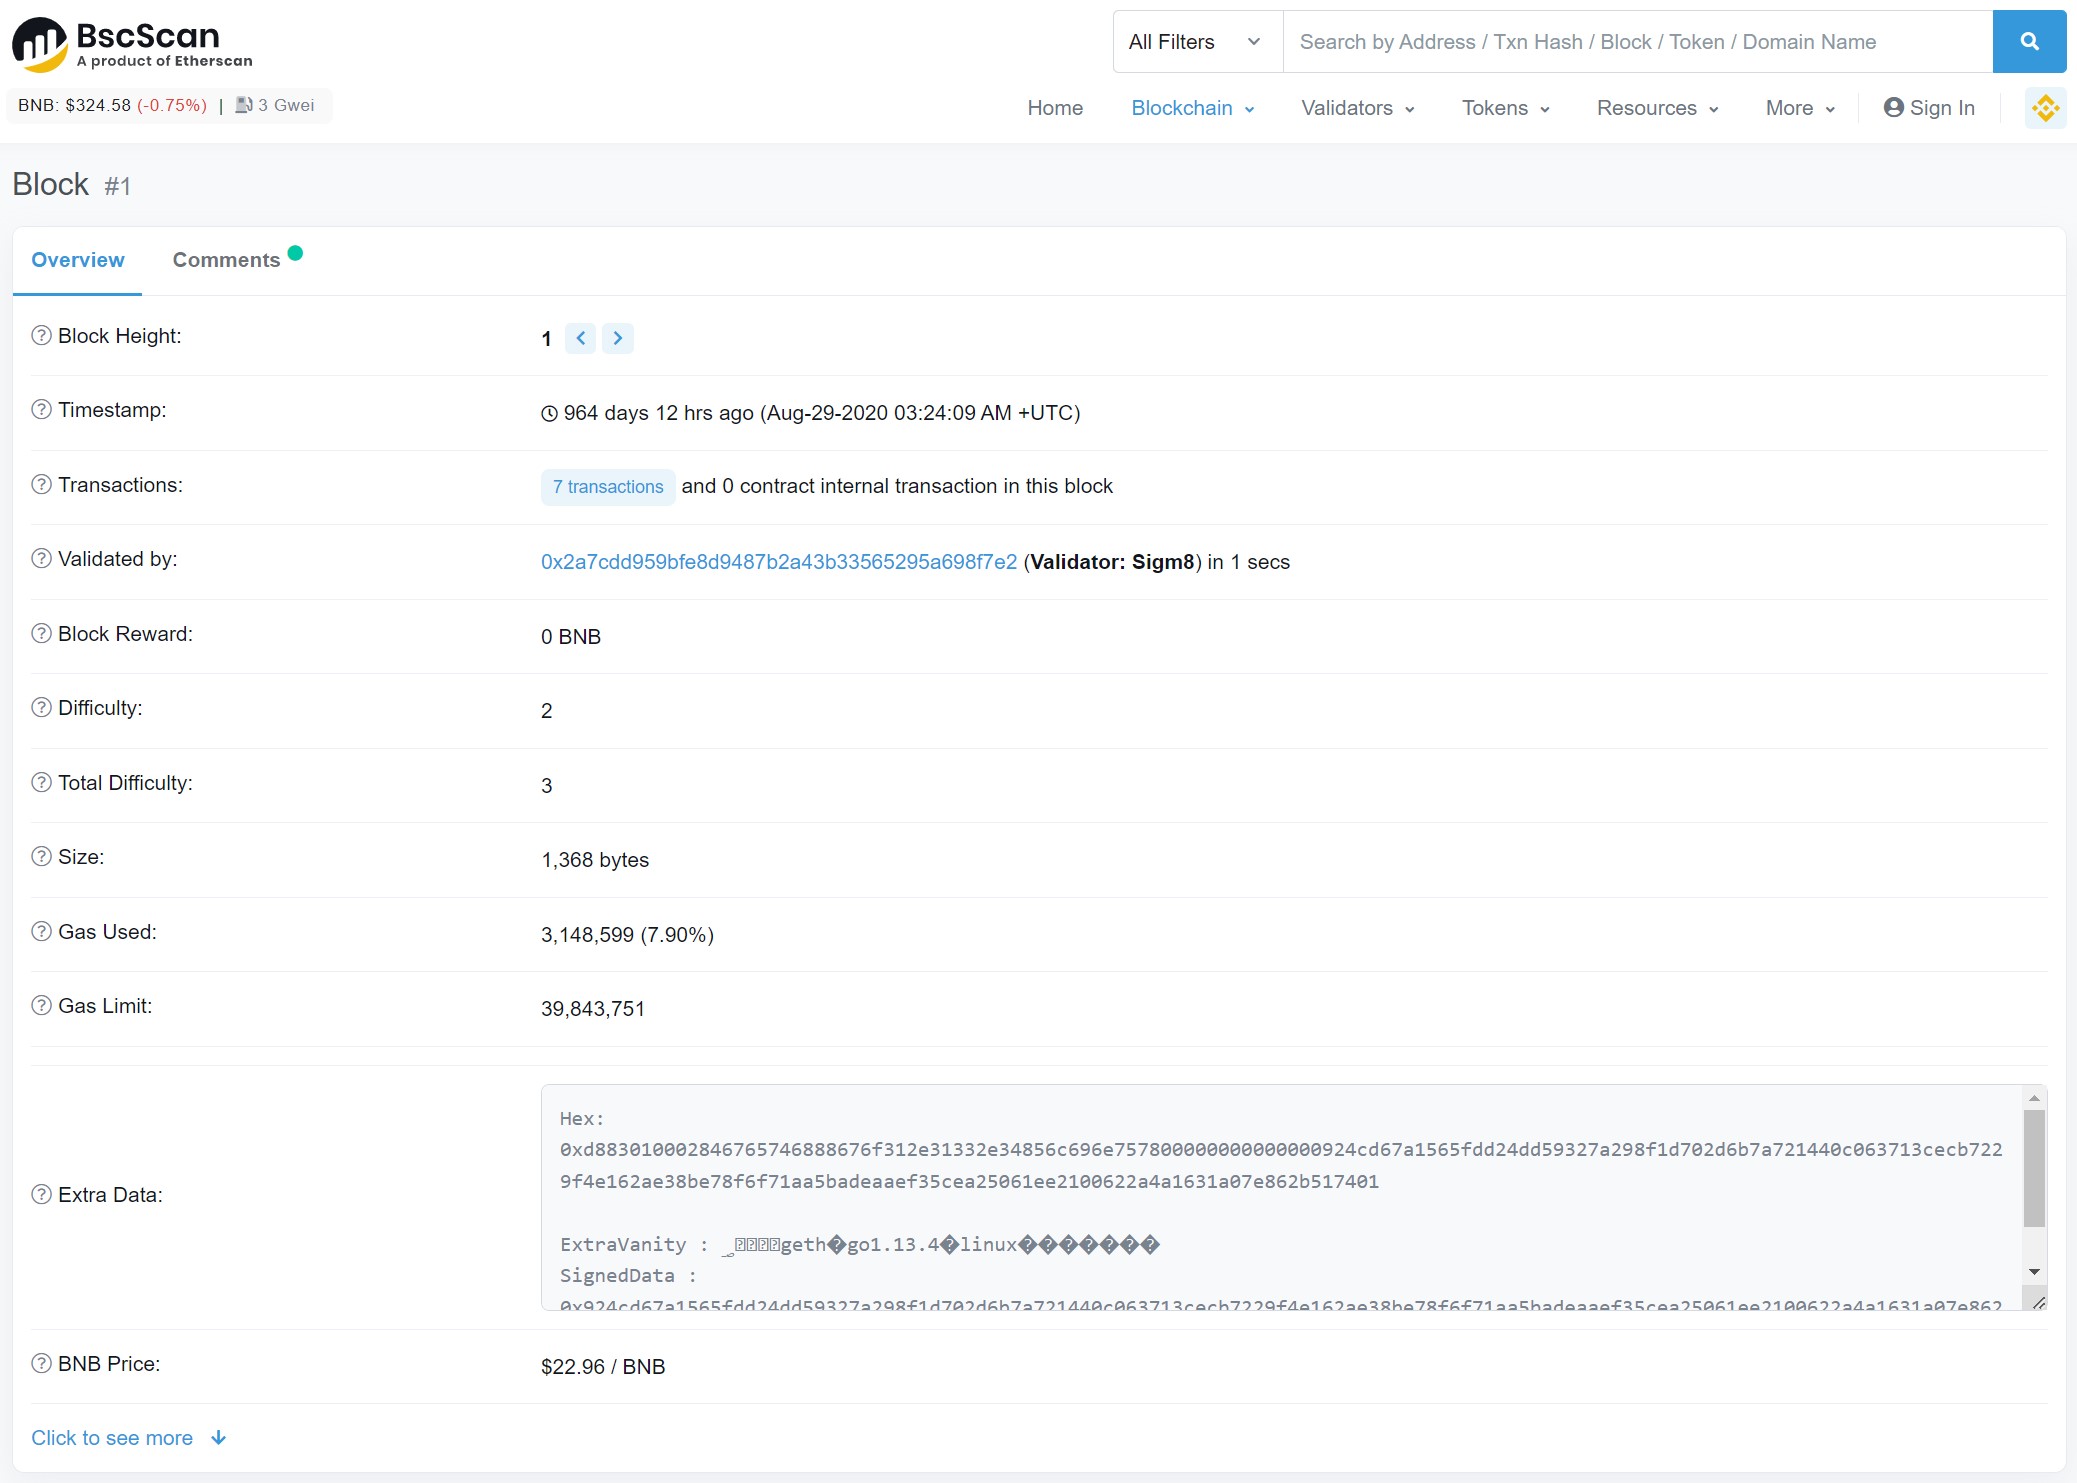 BscScan
A product of Etherscan
All Filters
Search by Address / Txn Hash / Block / Token / Domain Name
BNB: $324.58 (-0.75%) | 3 Gwei
Home Blockchain Validators Tokens Resources More Sign In
Block #1
Overview Comments
Block Height: 1
Timestamp: 964 days 12 hrs ago (Aug-29-2020 03:24:09 AM +UTC)
Transactions: 7 transactions and 0 contract internal transaction in this block
Validated by: 0x2a7cdd959bfe8d9487b2a43b33565295a698f7e2 (Validator: Sigm8) in 1 secs
Block Reward: 0 BNB
Difficulty: 2
Total Difficulty: 3
Size: 1,368 bytes
Gas Used: 3,148,599 (7.90%)
Gas Limit: 39,843,751
Extra Data:
Hex:
0xd883010002846765746888676f312e31332e34856c696e757800000000000000924cd67a1565fdd24dd59327a298f1d702d6b7a721440c063713cecb722
9f4e162ae38be78f6f71aa5badeaaef35cea25061ee2100622a4a1631a07e862b517401
ExtraVanity : geth�go1.13.4�linux�������
SignedData :
0x924cd67a1565fdd24dd59327a298f1d702d6b7a721440c063713cecb7229f4e162ae38be78f6f71aa5badeaaef35cea25061ee2100622a4a1631a07e862
BNB Price: $22.96 / BNB
Click to see more